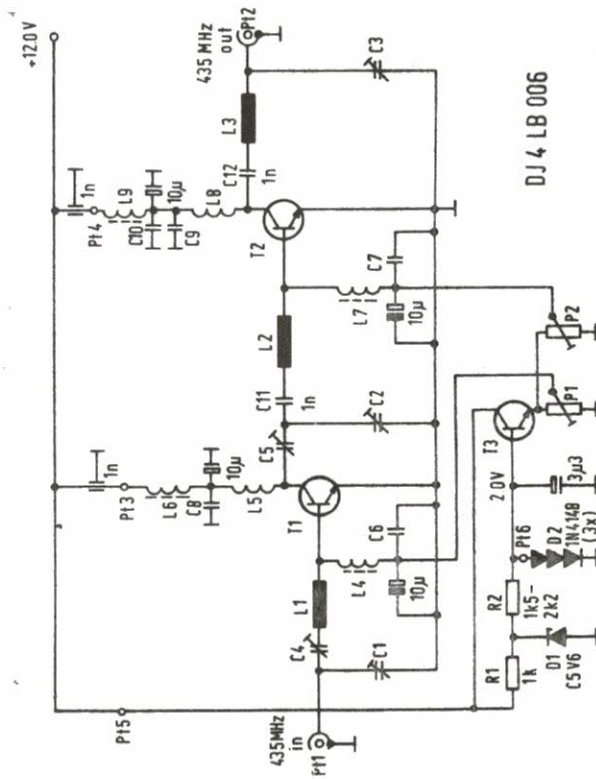 +12.0V
1n
Pt3
L6
C8
10µ
L5
1n
Pt4
L9
C10
10µ
C9
L8
435 MHz
out
Pt2
C3
L3
C12
1n
T2
C5
C11
1n
L2
C2
L7
10µ
C7
T1
C4
L1
C1
L4
10µ
C6
435MHz
in
Pt1
Pt5
R1
1k
D1
C5V6
R2
1k5-
2k2
Pt6
D2
1N4148
(3x)
2.0V
3µ3
T3
P1
P2
DJ 4 LB 006